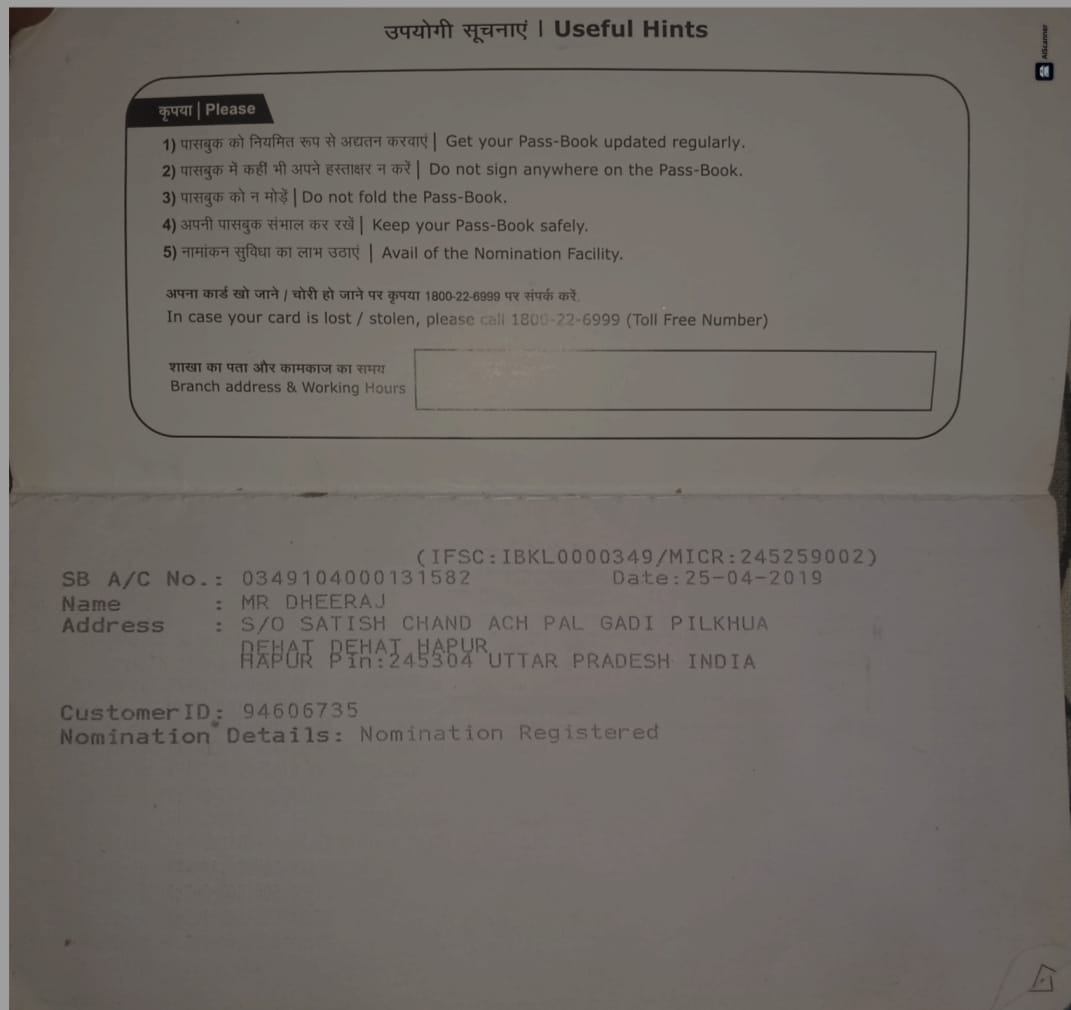 उपयोगी सूचनाएं | Useful Hints
AIScanner
कृपया | Please
1) पासबुक को नियमित रूप से अद्यतन करवाएं | Get your Pass-Book updated regularly.
2) पासबुक में कहीं भी अपने हस्ताक्षर न करें | Do not sign anywhere on the Pass-Book.
3) पासबुक को न मोड़ें | Do not fold the Pass-Book.
4) अपनी पासबुक संभाल कर रखें | Keep your Pass-Book safely.
5) नामांकन सुविधा का लाभ उठाएं | Avail of the Nomination Facility.
अपना कार्ड खो जाने / चोरी हो जाने पर कृपया 1800-22-6999 पर संपर्क करें.
In case your card is lost / stolen, please call 1800-22-6999 (Toll Free Number)
शाखा का पता और कामकाज का समय
Branch address & Working Hours
(IFSC:IBKL0000349/MICR:245259002)
SB A/C No.: 0349104000131582 Date:25-04-2019
Name : MR DHEERAJ
Address : S/O SATISH CHAND ACH PAL GADI PILKHUA
DEHAT DEHAT HAPUR
HAPUR Pin:245304 UTTAR PRADESH INDIA
CustomerID: 94606735
Nomination Details: Nomination Registered